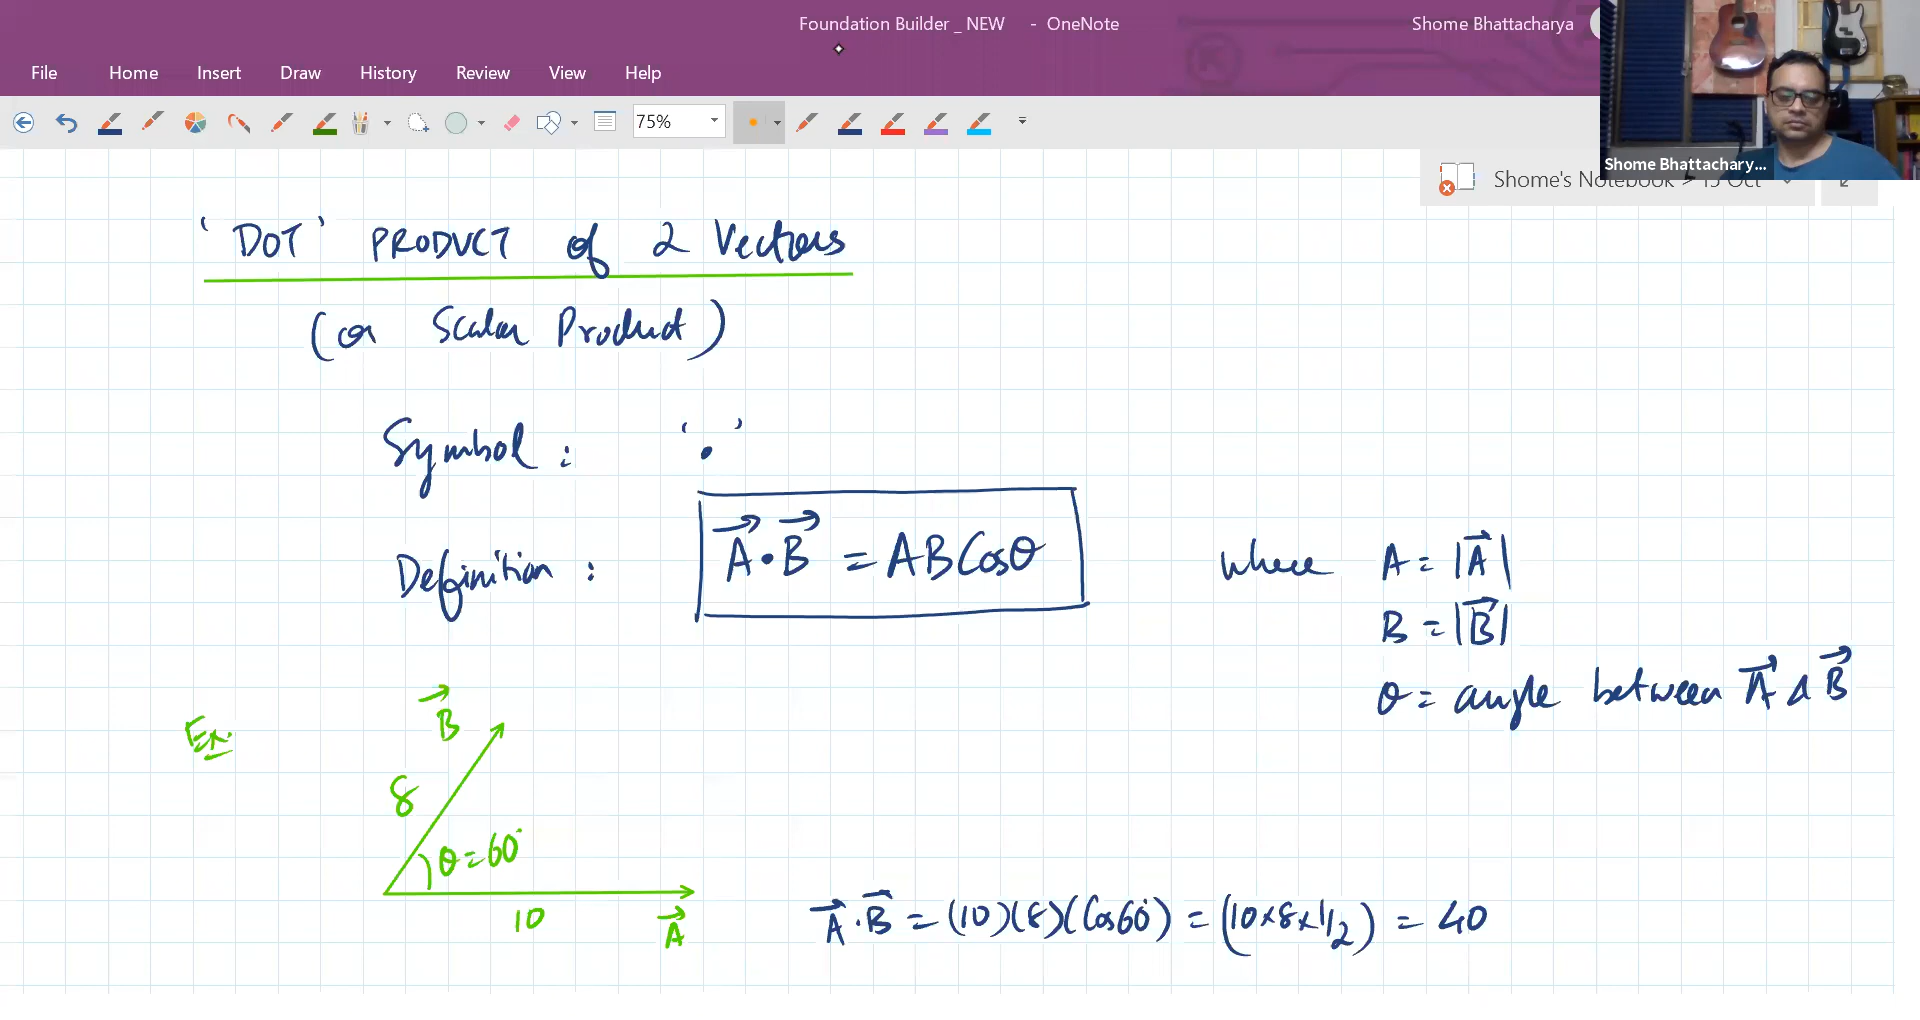 Foundation Builder _ NEW - OneNote
Shome Bhattacharya
File Home Insert Draw History Review View Help
75%
Shome Bhattachary...
Shome's Notebook > 15 Oct
'DOT' PRODUCT of 2 Vectors
(or Scalar Product)
Symbol : '•'
Definition : A⃗ • B⃗ = AB Cosθ
where A = |A⃗|
B = |B⃗|
θ = angle between A⃗ & B⃗
Ex.
B⃗
8
θ = 60°
10
A⃗
A⃗ . B⃗ = (10)(8)(Cos60°) = (10×8×1/2) = 40